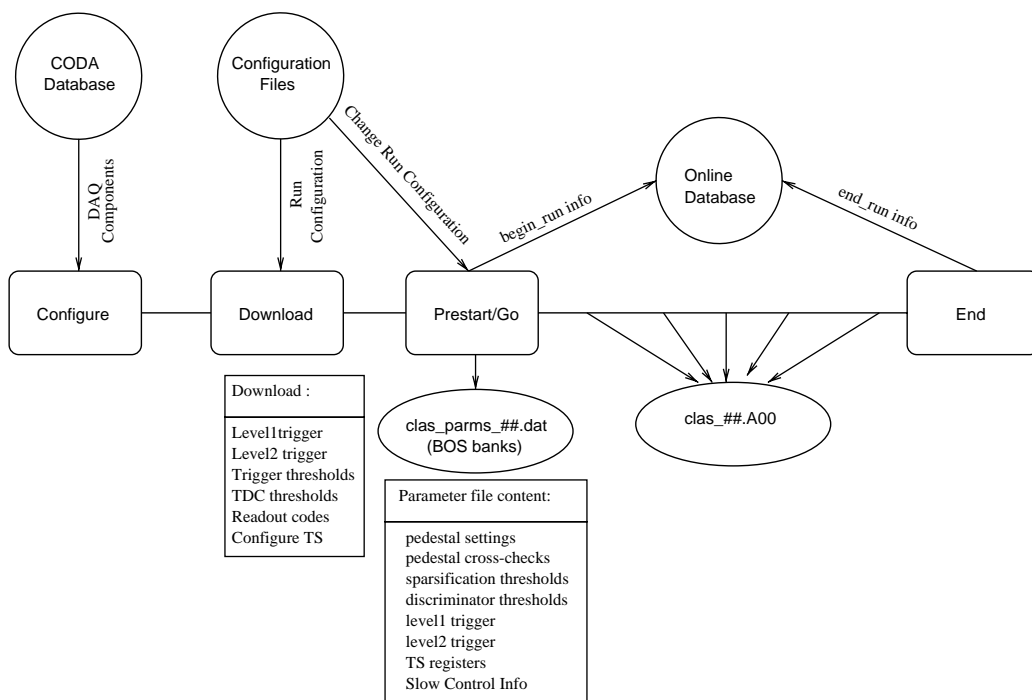 CODA
Database
Configuration
Files
Online
Database
DAQ
Components
Run
Configuration
Change Run Configuration
begin_run info
end_run info
Configure
Download
Prestart/Go
End
clas_parms_##.dat
(BOS banks)
clas_##.A00
Download :
Level1trigger
Level2 trigger
Trigger thresholds
TDC thresholds
Readout codes
Configure TS
Parameter file content:
pedestal settings
pedestal cross-checks
sparsification thresholds
discriminator thresholds
level1 trigger
level2 trigger
TS registers
Slow Control Info